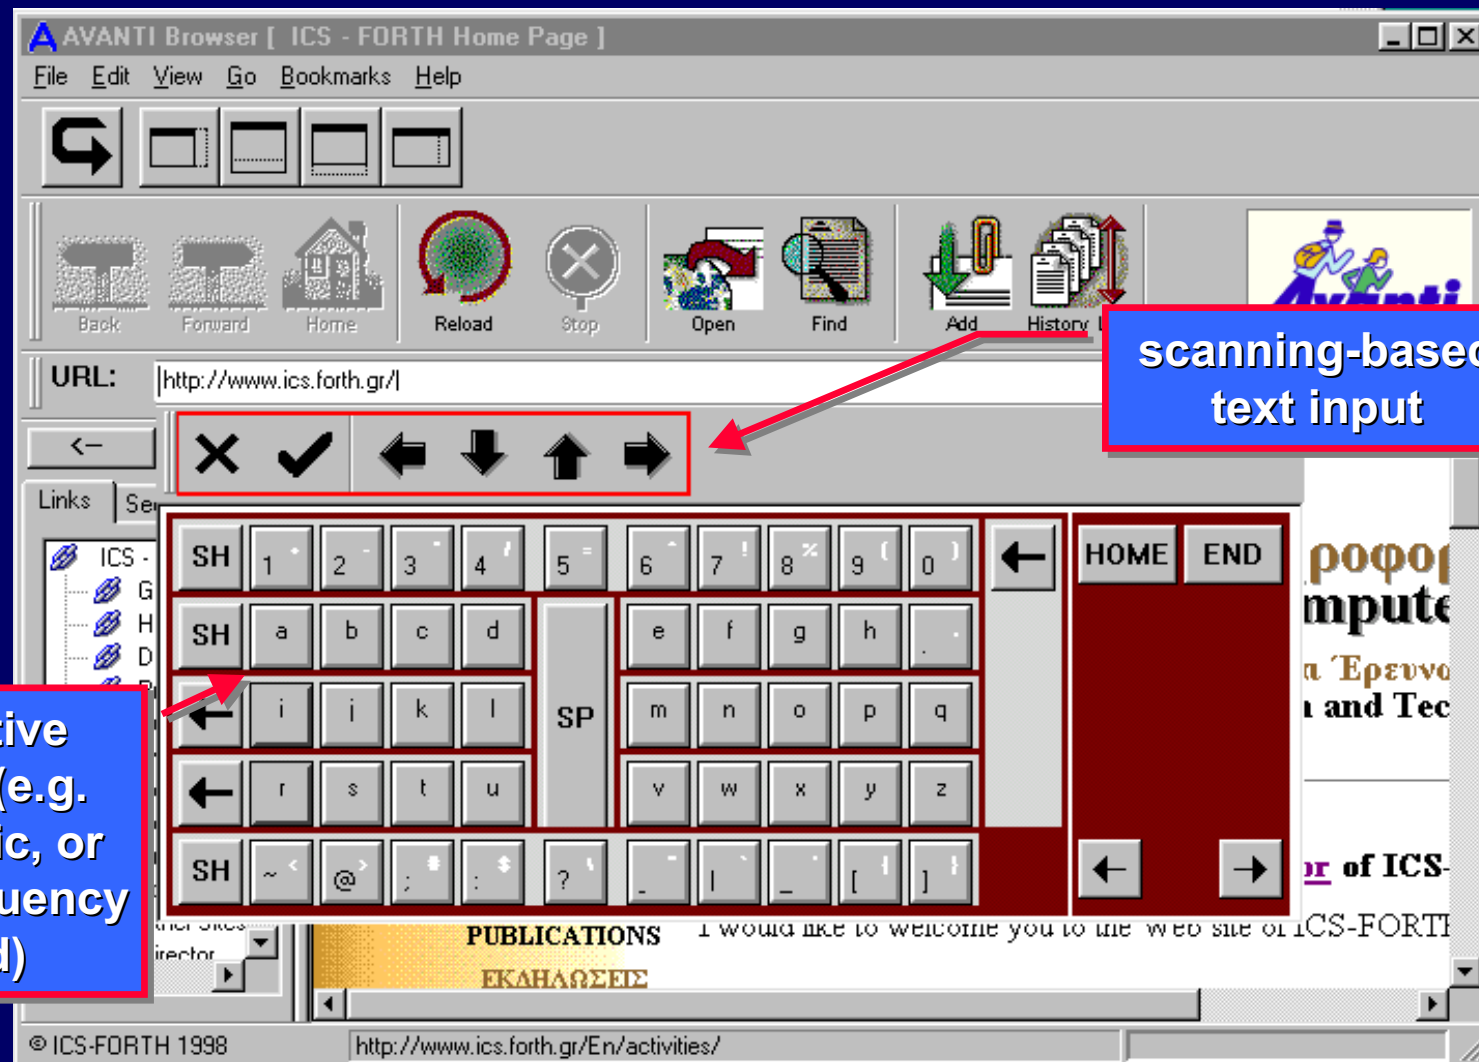 AVANTI Browser [ ICS - FORTH Home Page ]
File Edit View Go Bookmarks Help
Back Forward Home Reload Stop Open Find Add History
Avanti
scanning-based
text input
URL: http://www.ics.forth.gr/
<-
Links
SH 1 2 - 3 4 / 5 = 6 ^ 7 ! 8 % 9 ( 0 ) ← HOME END
SH a b c d e f g h .
← i j k l SP m n o p q
← r s t u v w x y z
SH ~ < @ > ; # : $ ? \ - | ` _ [ { ] } ← →
ICS -
G
H
D
(e.g.
ic, or
ροφορ
mpute
ι Έρευνα
and Tec
of ICS-
irector
PUBLICATIONS I would like to welcome you to the web site of ICS-FORTH
ΕΚΔΗΛΩΣΕΙΣ
© ICS-FORTH 1998 http://www.ics.forth.gr/En/activities/